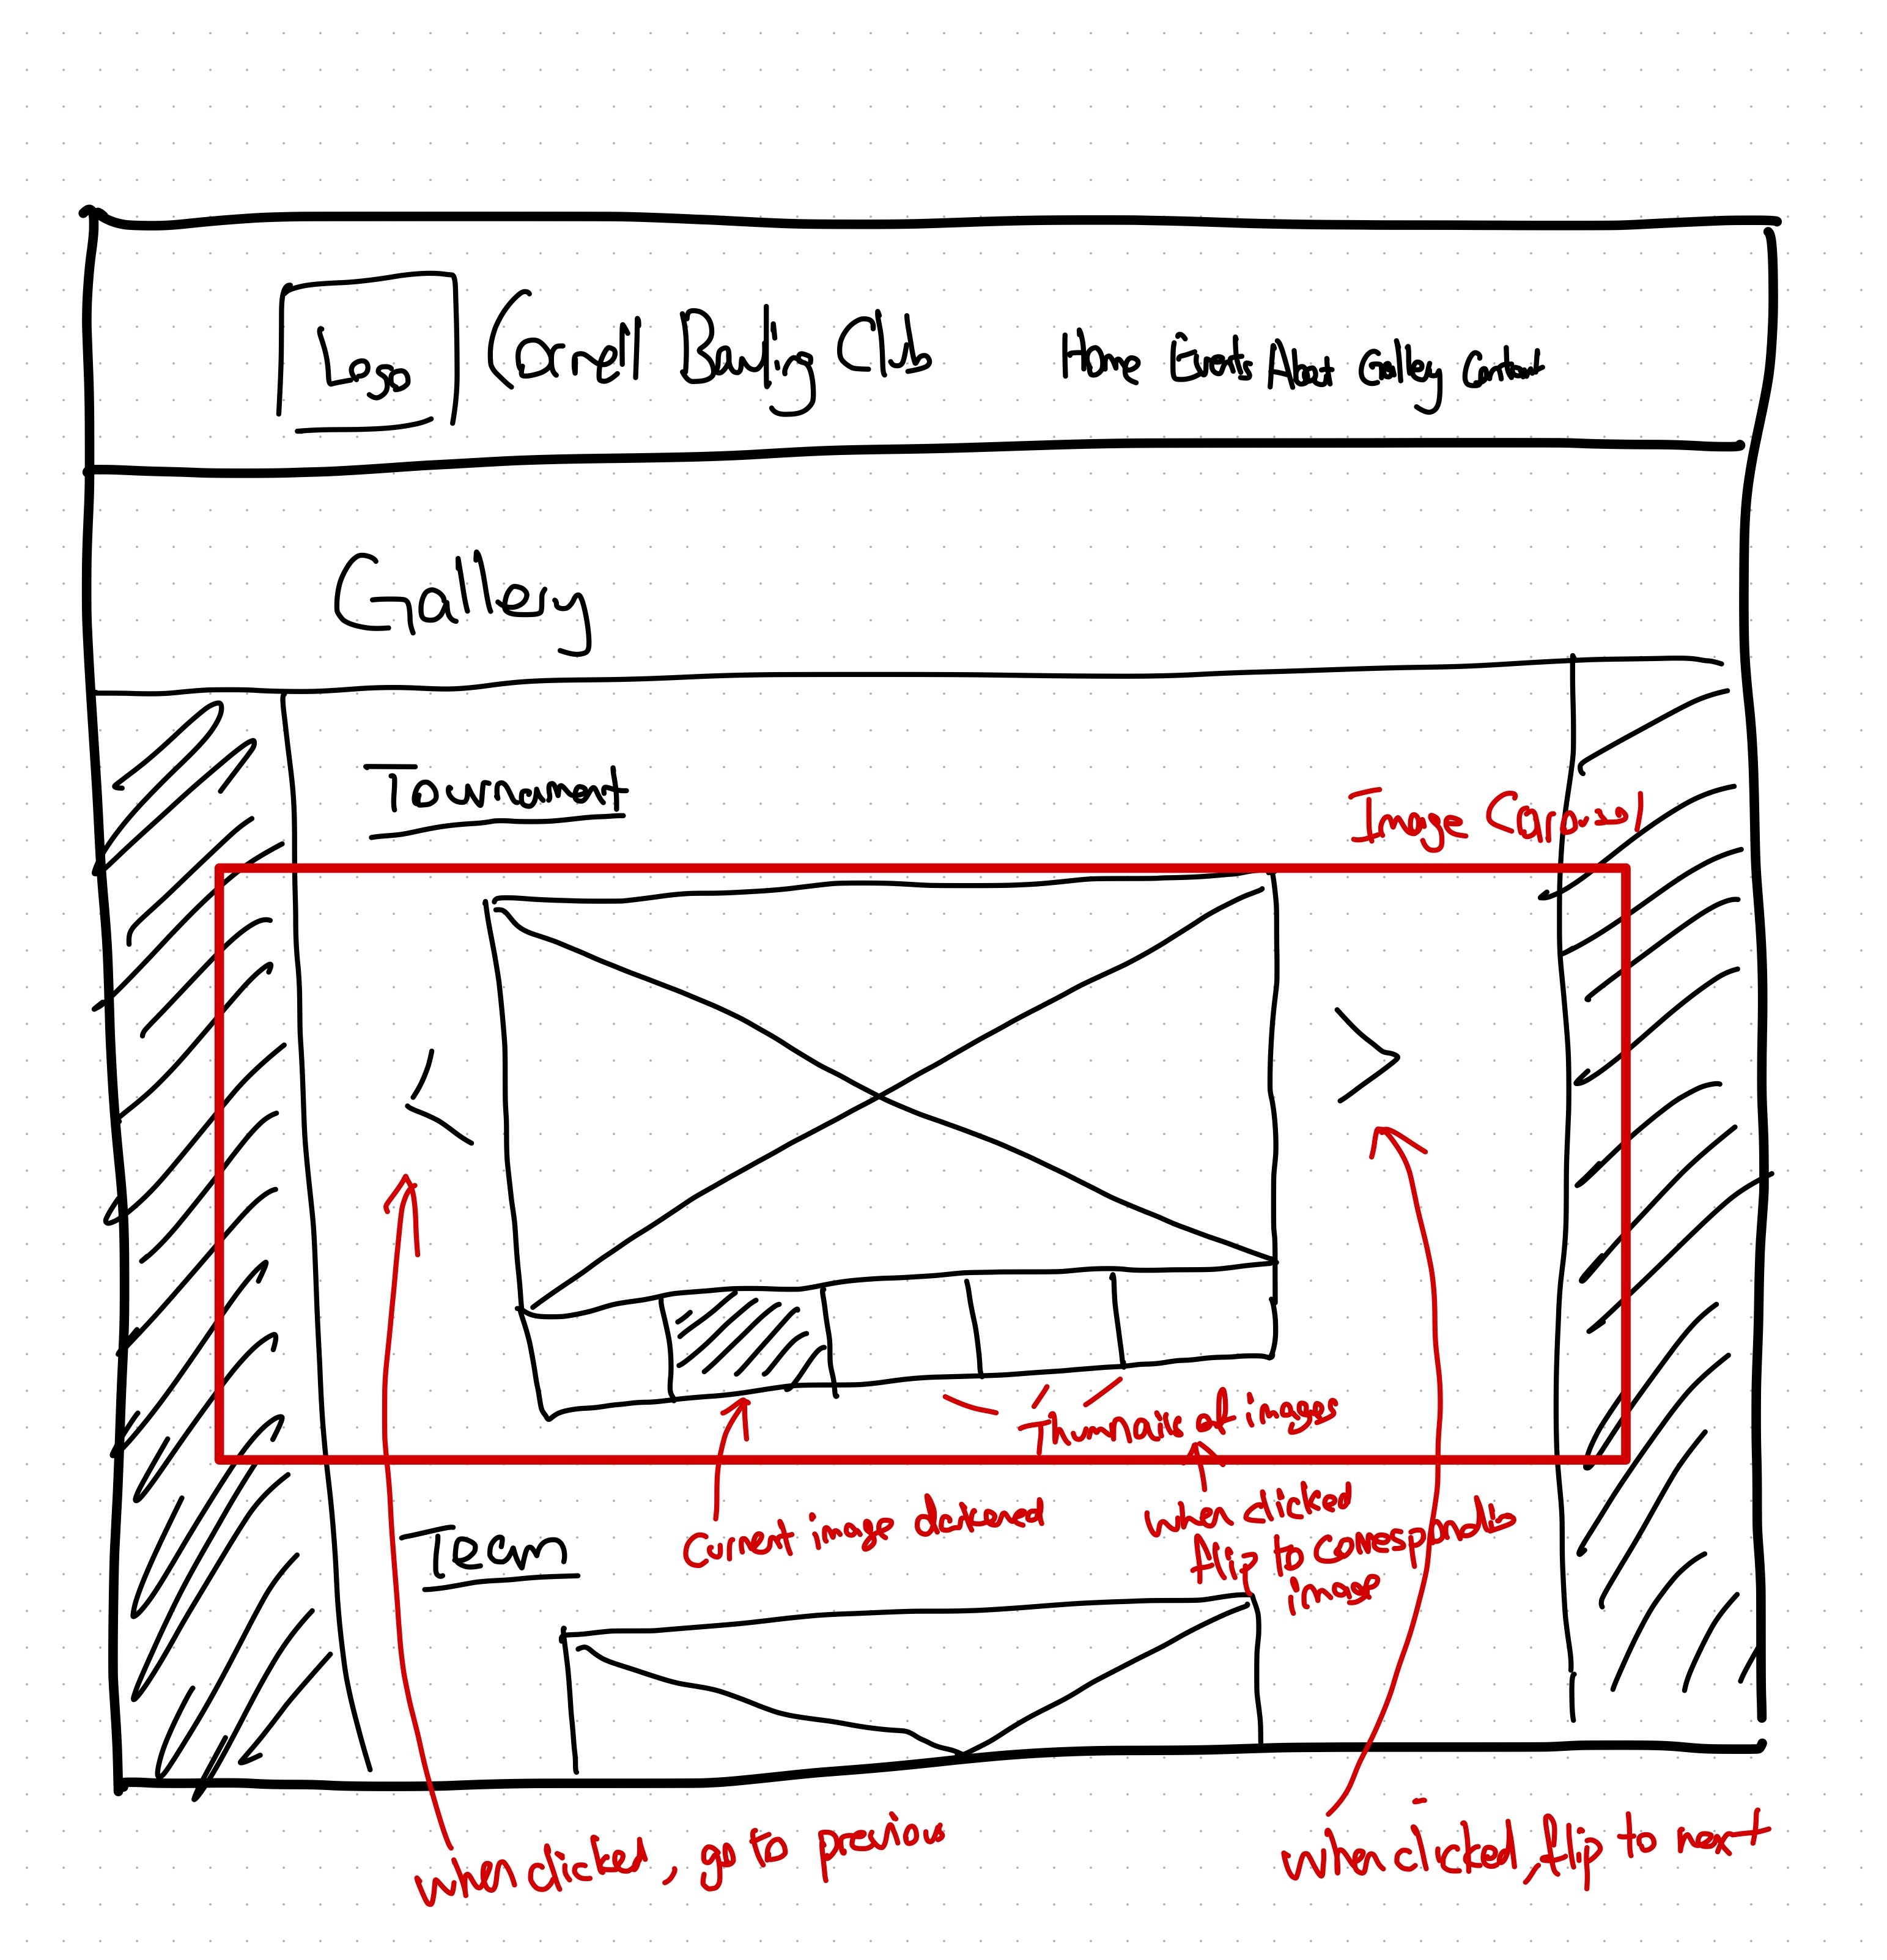 Logo Cornell Bowling Club Home Events About Gallery Contact
Gallery
Tournament
Image Carousel
<
>
Thumnails of images
Current image darkened
when clicked
flip to corresponding
image
Team
when clicked, go to previous
when clicked, flip to next